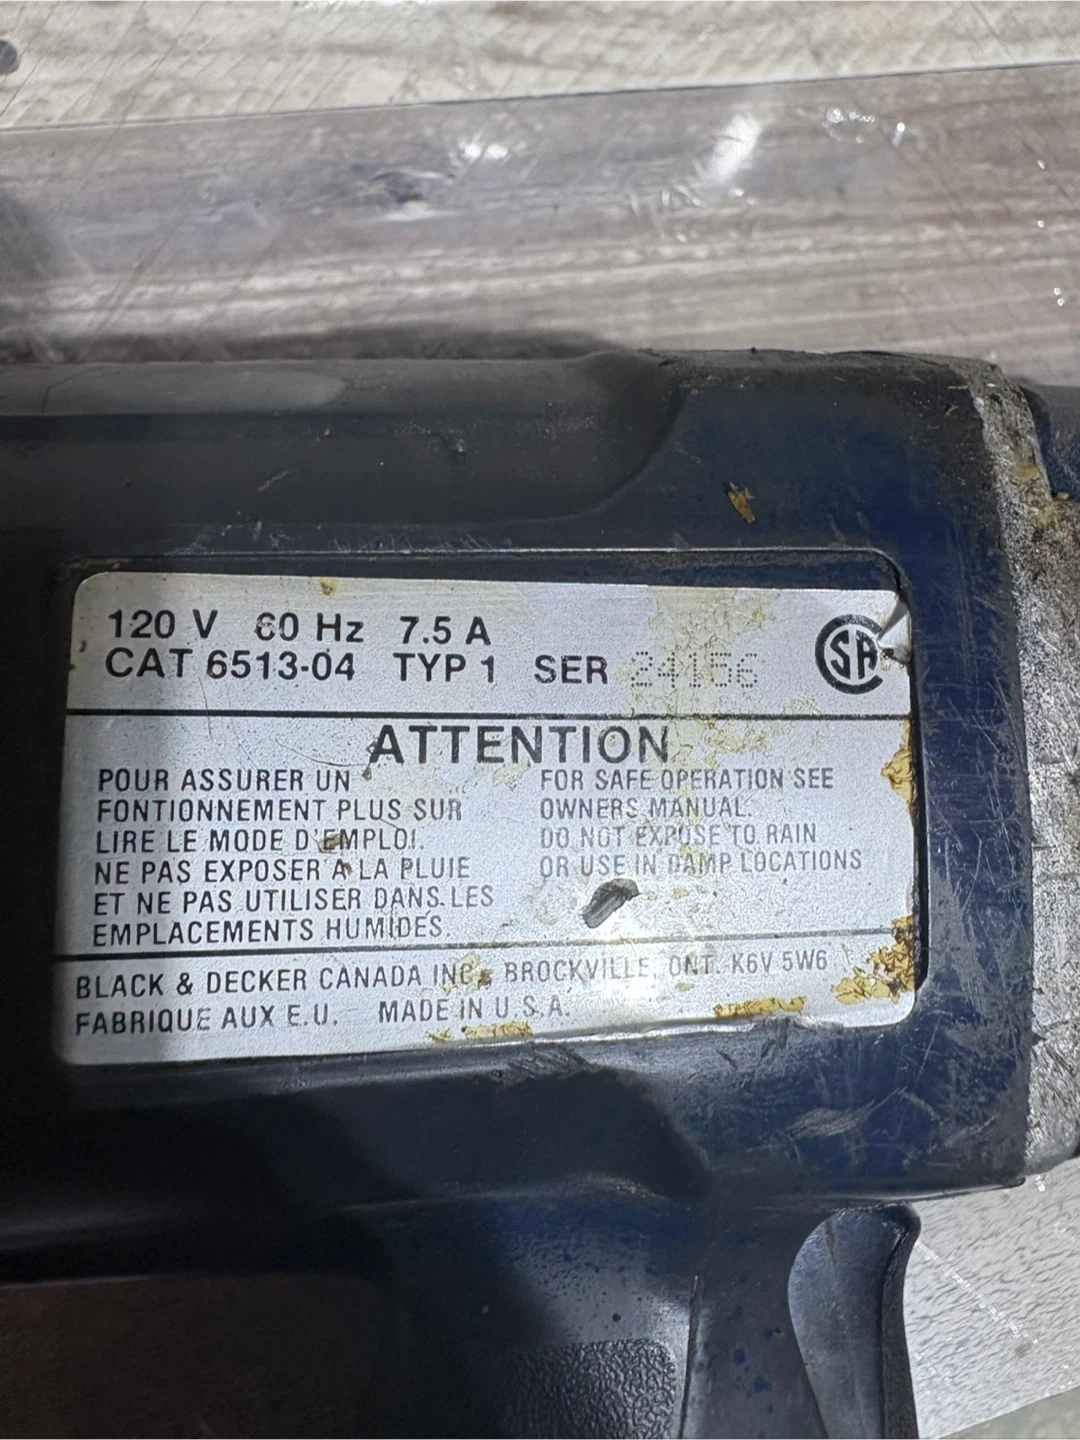 120 V 60 Hz 7.5 A
CAT 6513-04 TYP 1 SER 24156
SA
ATTENTION
POUR ASSURER UN
FONTIONNEMENT PLUS SUR
LIRE LE MODE D'EMPLOI.
NE PAS EXPOSER A LA PLUIE
ET NE PAS UTILISER DANS LES
EMPLACEMENTS HUMIDES.
FOR SAFE OPERATION SEE
OWNERS MANUAL.
DO NOT EXPOSE TO RAIN
OR USE IN DAMP LOCATIONS
BLACK & DECKER CANADA INC. BROCKVILLE, ONT. K6V 5W6
FABRIQUE AUX E.U. MADE IN U.S.A.